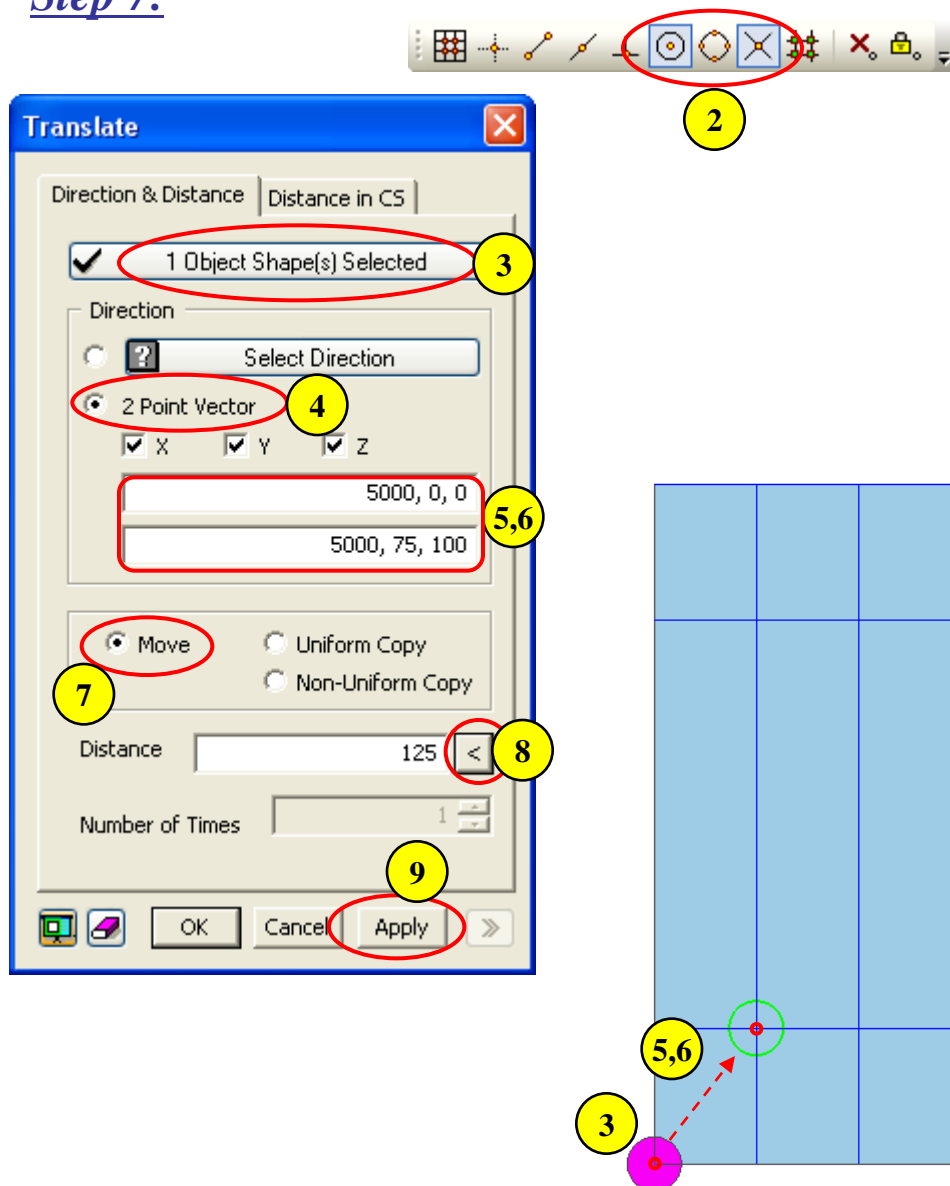 Step 7:
2
Translate
Direction & Distance
Distance in CS
1 Object Shape(s) Selected
3
Direction
?
Select Direction
2 Point Vector
4
X
Y
Z
5000, 0, 0
5000, 75, 100
5,6
Move
Uniform Copy
Non-Uniform Copy
7
Distance
125
<
8
Number of Times
1
9
OK
Cancel
Apply
5,6
3